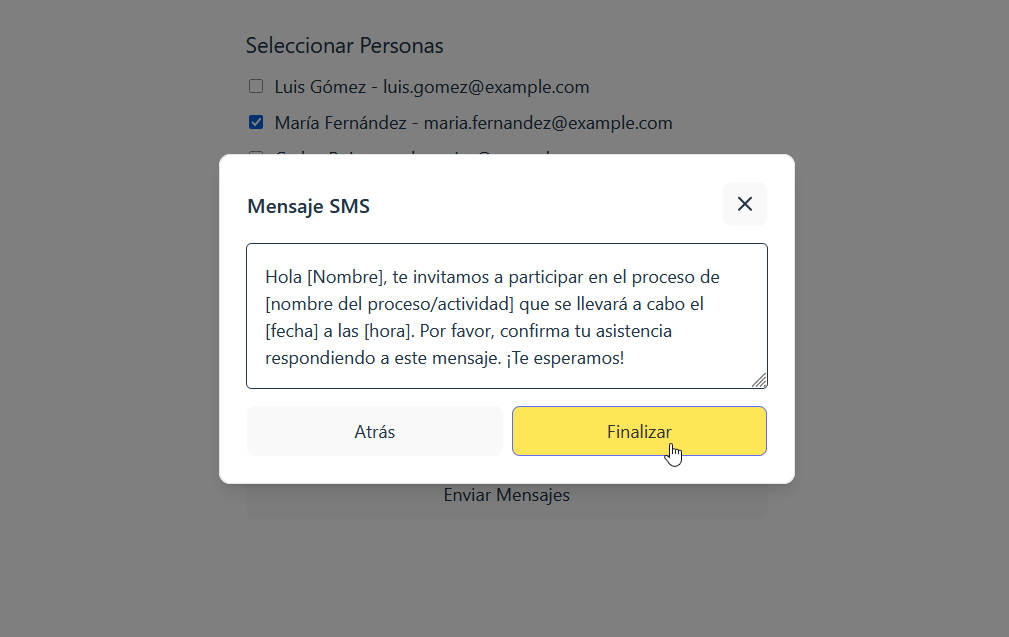 Seleccionar Personas
Luis Gómez - luis.gomez@example.com
María Fernández - maria.fernandez@example.com
Mensaje SMS
Hola [Nombre], te invitamos a participar en el proceso de
[nombre del proceso/actividad] que se llevará a cabo el
[fecha] a las [hora]. Por favor, confirma tu asistencia
respondiendo a este mensaje. ¡Te esperamos!
Atrás
Finalizar
Enviar Mensajes